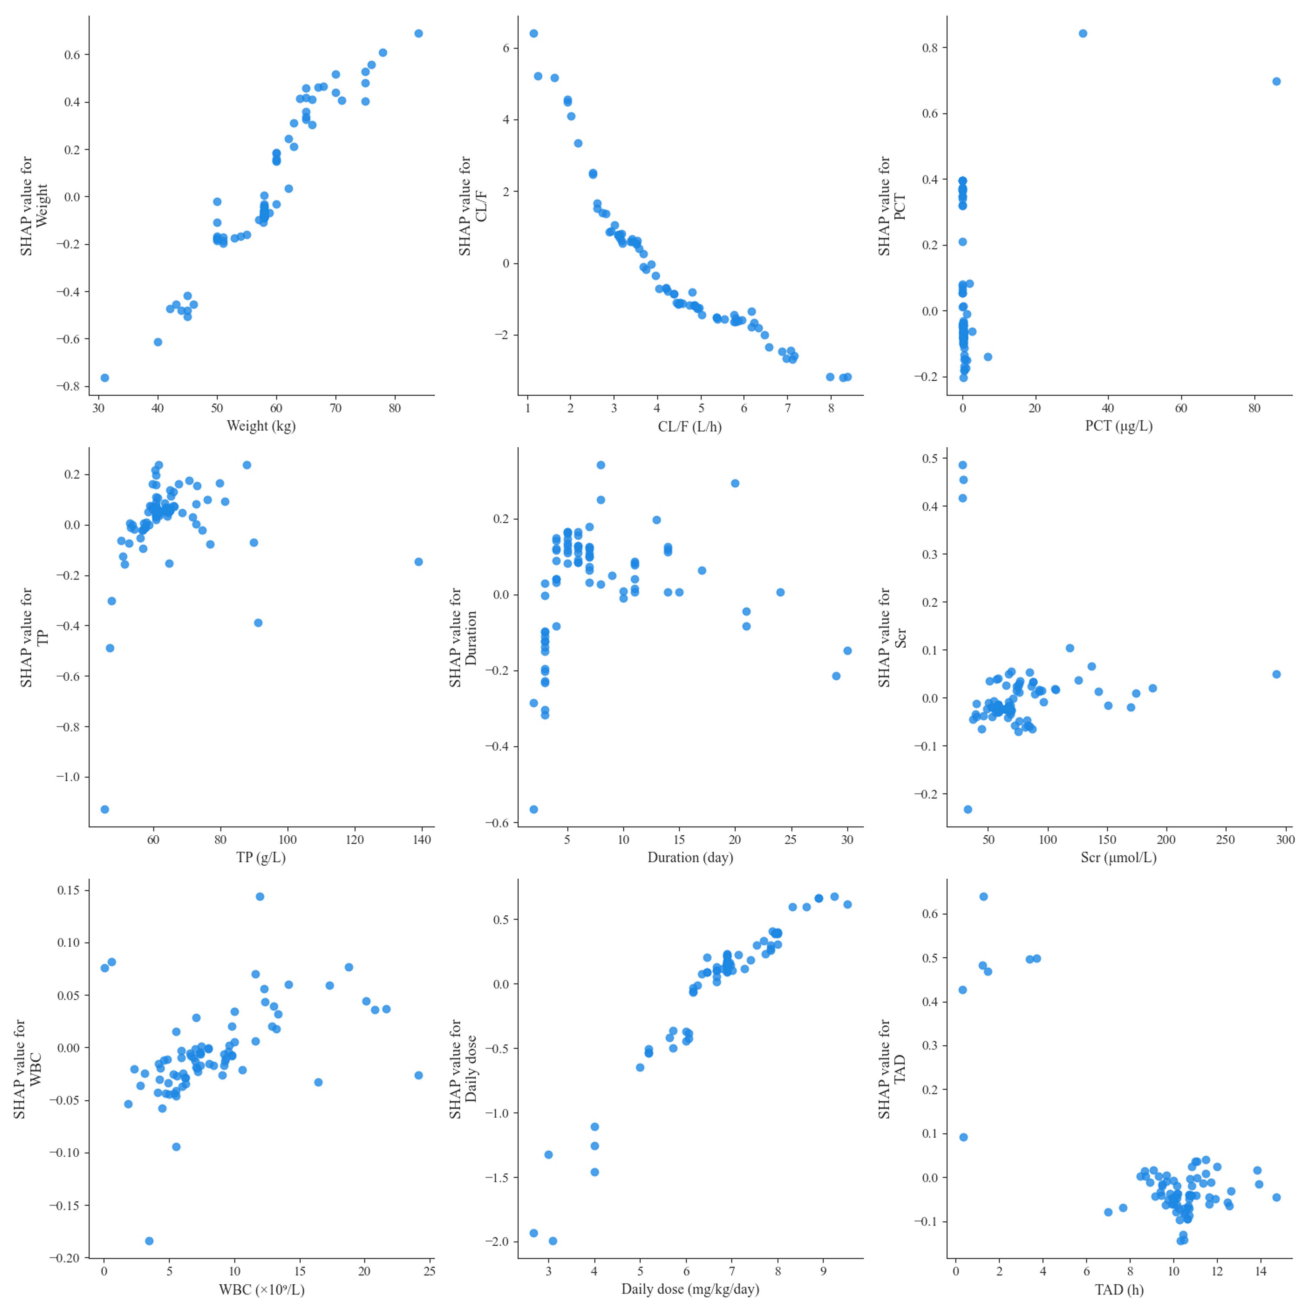 0.6
0.4
0.2
0.0
−0.2
−0.4
−0.6
−0.8
30 40 50 60 70 80
Weight (kg)
SHAP value for
Weight
6
4
2
0
−2
1 2 3 4 5 6 7 8
CL/F (L/h)
SHAP value for
CL/F
0.8
0.6
0.4
0.2
0.0
−0.2
0 20 40 60 80
PCT (μg/L)
SHAP value for
PCT
0.2
0.0
−0.2
−0.4
−0.6
−0.8
−1.0
60 80 100 120 140
TP (g/L)
SHAP value for
TP
0.2
0.0
−0.2
−0.4
−0.6
5 10 15 20 25 30
Duration (day)
SHAP value for
Duration
0.5
0.4
0.3
0.2
0.1
0.0
−0.1
−0.2
50 100 150 200 250 300
Scr (μmol/L)
SHAP value for
Scr
0.15
0.10
0.05
0.00
−0.05
−0.10
−0.15
−0.20
0 5 10 15 20 25
WBC (×10⁹/L)
SHAP value for
WBC
0.5
0.0
−0.5
−1.0
−1.5
−2.0
3 4 5 6 7 8 9
Daily dose (mg/kg/day)
SHAP value for
Daily dose
0.6
0.5
0.4
0.3
0.2
0.1
0.0
−0.1
0 2 4 6 8 10 12 14
TAD (h)
SHAP value for
TAD